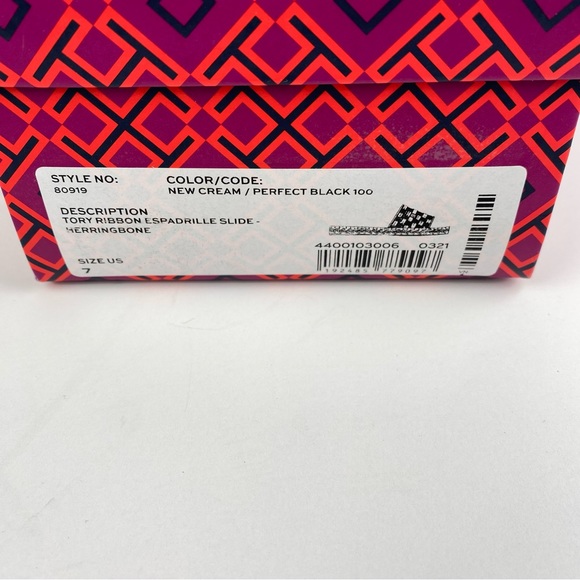 STYLE NO: COLOR/CODE:
80919 NEW CREAM / PERFECT BLACK 100
DESCRIPTION
TORY RIBBON ESPADRILLE SLIDE -
HERRINGBONE
4400103006 0321
SIZE US
7